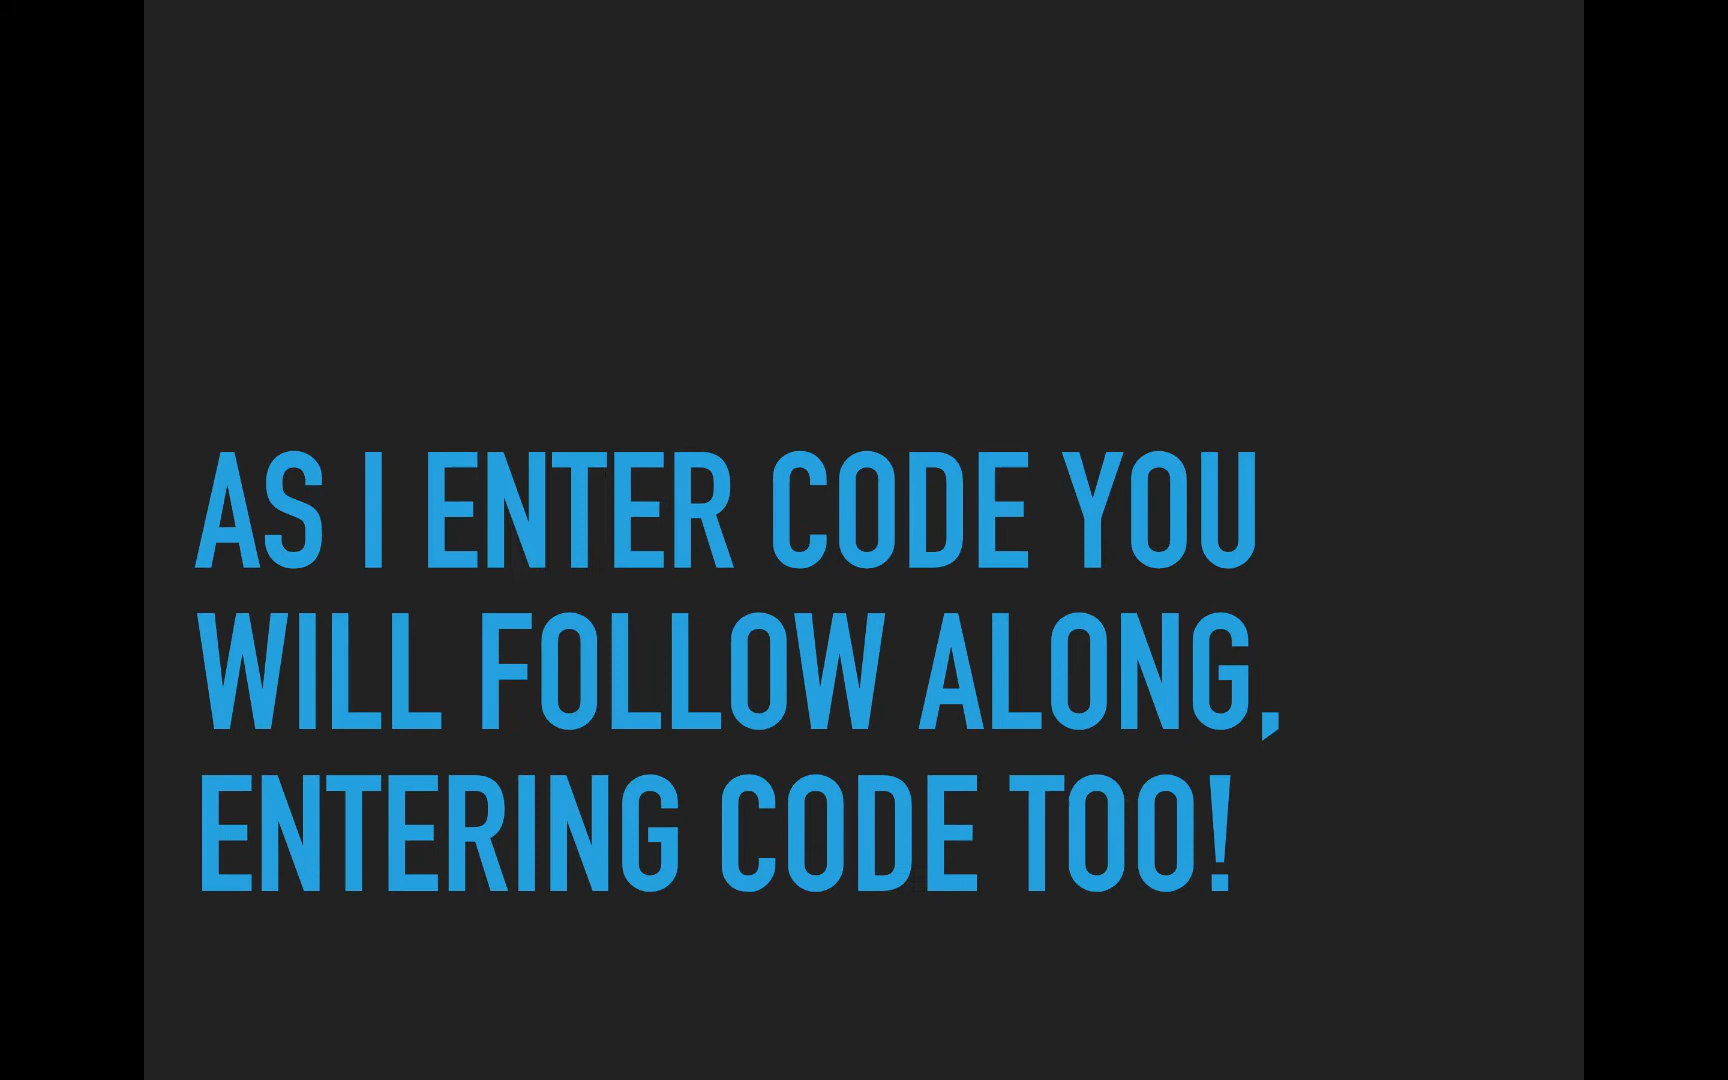 AS I ENTER CODE YOU
WILL FOLLOW ALONG,
ENTERING CODE TOO!